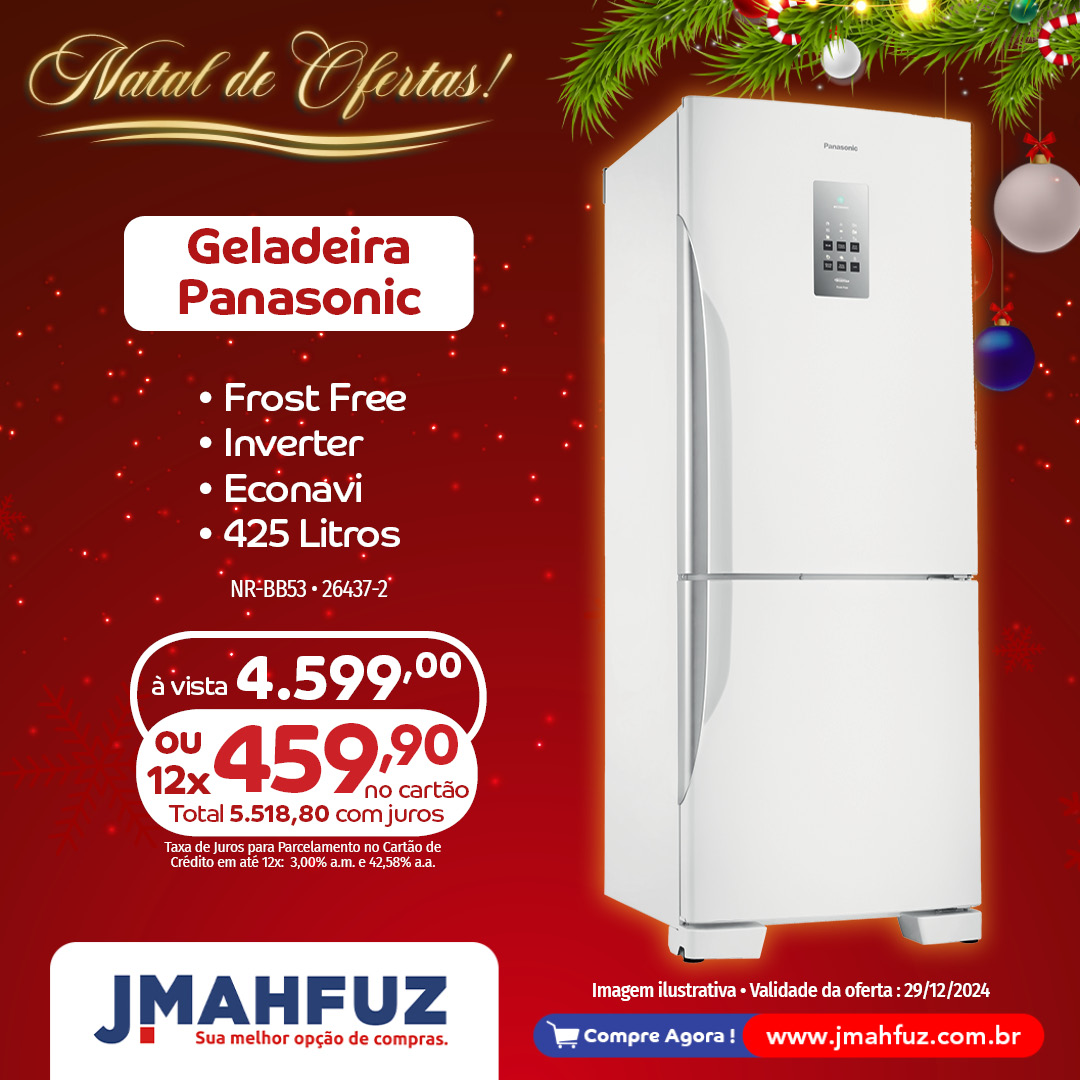 Natal de Ofertas!
Panasonic
Geladeira
Panasonic
• Frost Free
• Inverter
• Econavi
• 425 Litros
NR-BB53 • 26437-2
à vista 4.599,00
ou
12x 459,90
no cartão
Total 5.518,80 com juros
Taxa de Juros para Parcelamento no Cartão de
Crédito em até 12x: 3,00% a.m. e 42,58% a.a.
JMAHFUZ
Sua melhor opção de compras.
Imagem ilustrativa • Validade da oferta : 29/12/2024
Compre Agora !
www.jmahfuz.com.br